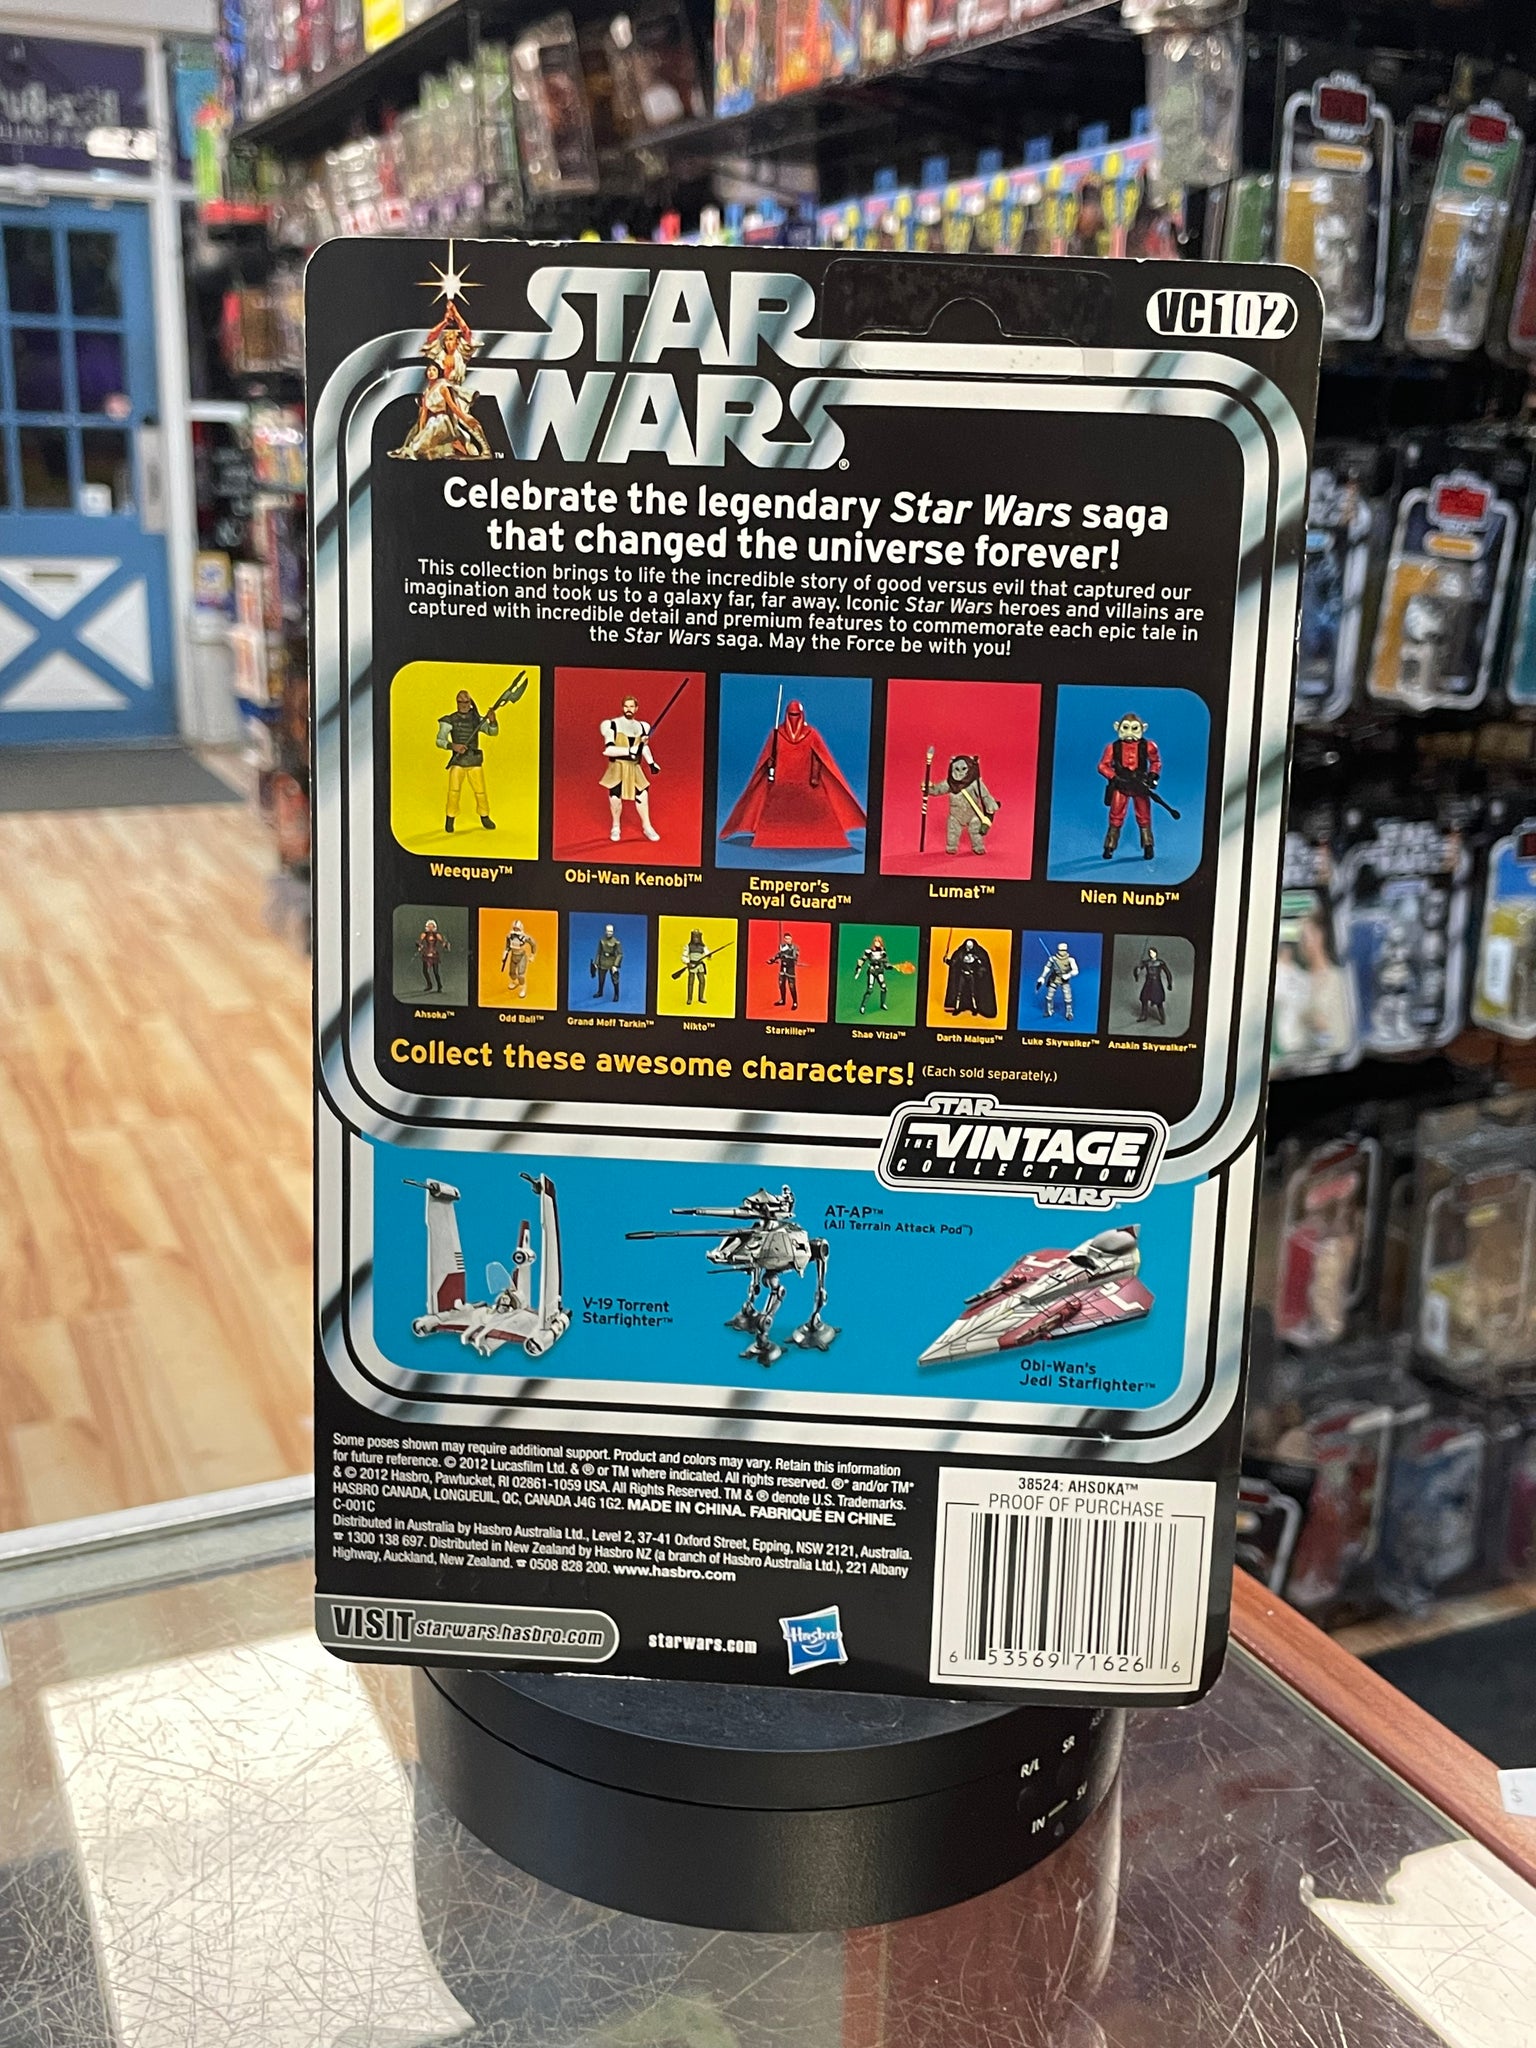 STAR
WARS
™
®
VC102
Celebrate the legendary Star Wars saga
that changed the universe forever!
This collection brings to life the incredible story of good versus evil that captured our
imagination and took us to a galaxy far, far away. Iconic Star Wars heroes and villains are
captured with incredible detail and premium features to commemorate each epic tale in
the Star Wars saga. May the Force be with you!
Weequay™
Obi-Wan Kenobi™
Emperor's
Royal Guard™
Lumat™
Nien Nunb™
Ahsoka™
Odd Ball™
Grand Moff Tarkin™
Nikto™
Starkiller™
Shae Vizla™
Darth Malgus™
Luke Skywalker™
Anakin Skywalker™
Collect these awesome characters! (Each sold separately.)
STAR
THE VINTAGE
COLLECTION
WARS
V-19 Torrent
Starfighter™
AT-AP™
(All Terrain Attack Pod™)
Obi-Wan's
Jedi Starfighter™
Some poses shown may require additional support. Product and colors may vary. Retain this information
for future reference. © 2012 Lucasfilm Ltd. & ® or TM where indicated. All rights reserved. ®* and/or TM*
& © 2012 Hasbro, Pawtucket, RI 02861-1059 USA. All Rights Reserved. TM & ® denote U.S. Trademarks.
HASBRO CANADA, LONGUEUIL, QC, CANADA J4G 1G2. MADE IN CHINA. FABRIQUÉ EN CHINE.
C-001C
Distributed in Australia by Hasbro Australia Ltd., Level 2, 37-41 Oxford Street, Epping, NSW 2121, Australia.
☎ 1300 138 697. Distributed in New Zealand by Hasbro NZ (a branch of Hasbro Australia Ltd.), 221 Albany
Highway, Auckland, New Zealand. ☎ 0508 828 200. www.hasbro.com
VISIT starwars.hasbro.com
starwars.com
Hasbro
38524: AHSOKA™
PROOF OF PURCHASE
6 53569 71626 6
R/L
SR
IN